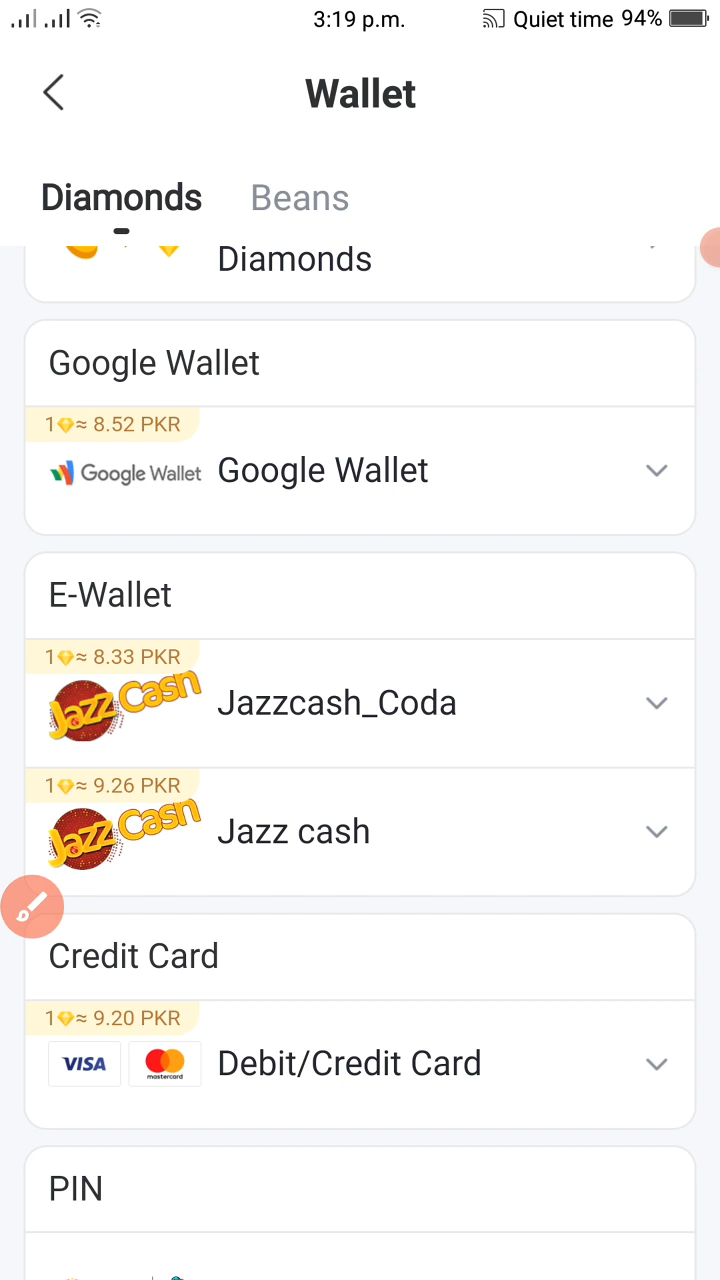 3:19 p.m.
Quiet time 94%
Wallet
Diamonds Beans
Diamonds
Google Wallet
1≈ 8.52 PKR
Google Wallet Google Wallet
E-Wallet
1≈ 8.33 PKR
Jazz Cash Jazzcash_Coda
1≈ 9.26 PKR
Jazz Cash Jazz cash
Credit Card
1≈ 9.20 PKR
VISA mastercard Debit/Credit Card
PIN